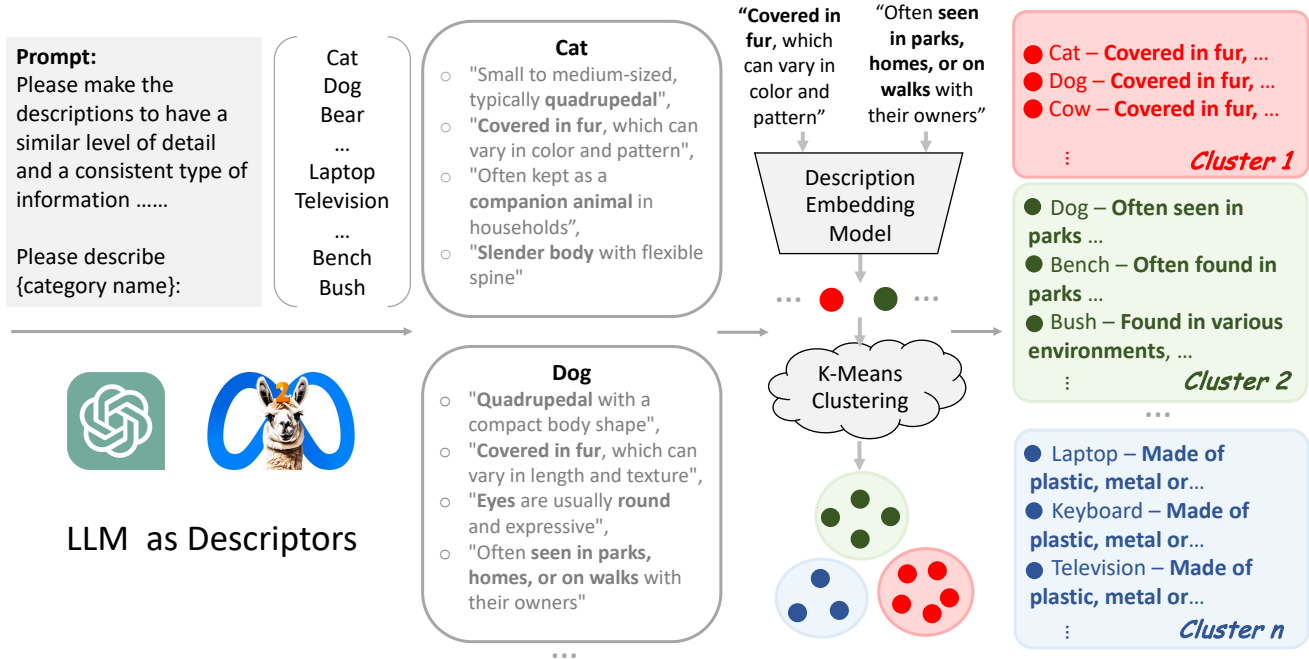 Prompt:
Please make the
descriptions to have a
similar level of detail
and a consistent type of
information ……
Please describe
{category name}:
Cat
Dog
Bear
...
Laptop
Television
...
Bench
Bush
2
LLM as Descriptors
Cat
"Small to medium-sized,
typically quadrupedal",
"Covered in fur, which can
vary in color and pattern",
"Often kept as a
companion animal in
households”,
"Slender body with flexible
spine"
Dog
"Quadrupedal with a
compact body shape",
"Covered in fur, which can
vary in length and texture",
"Eyes are usually round
and expressive",
"Often seen in parks,
homes, or on walks with
their owners"
...
“Covered in
fur, which
can vary in
color and
pattern”
“Often seen
in parks,
homes, or on
walks with
their owners”
Description
Embedding
Model
... ...
K-Means
Clustering
Cat – Covered in fur, ...
Dog – Covered in fur, ...
Cow – Covered in fur, ...
⋮
Cluster 1
Dog – Often seen in
parks ...
Bench – Often found in
parks ...
Bush – Found in various
environments, ...
⋮
Cluster 2
...
Laptop – Made of
plastic, metal or...
Keyboard – Made of
plastic, metal or...
Television – Made of
plastic, metal or...
⋮
Cluster n